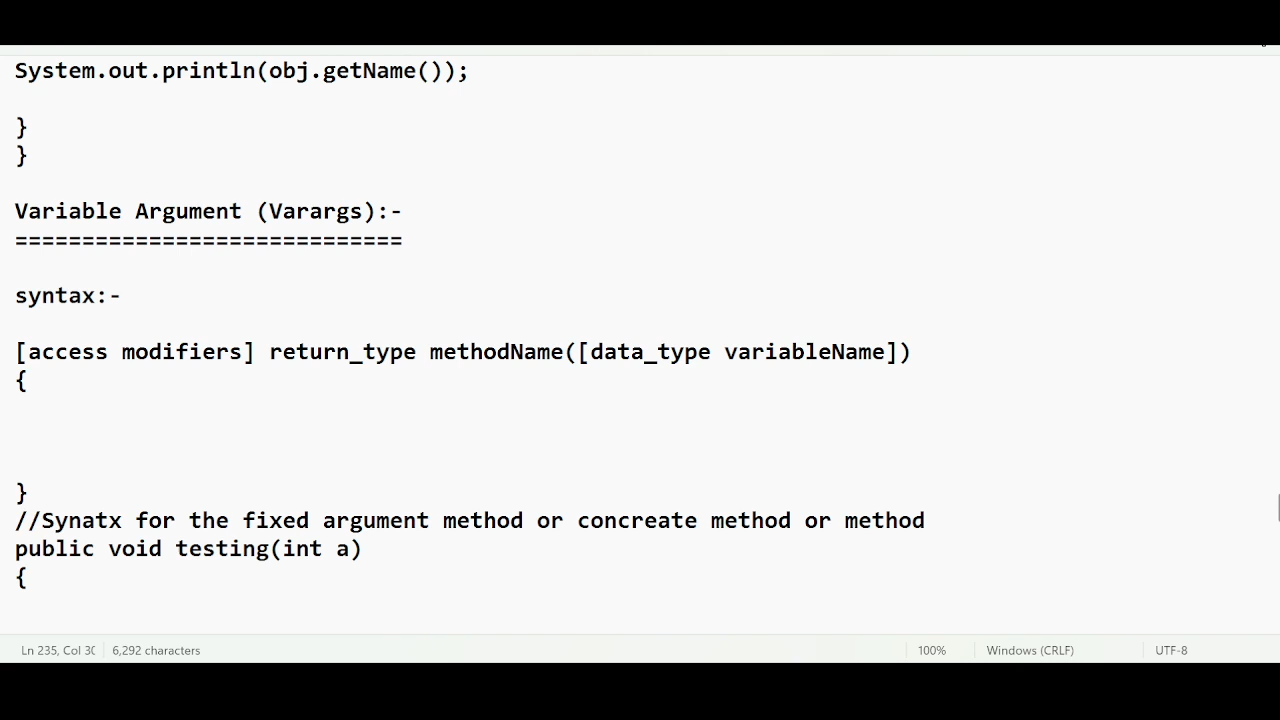 System.out.println(obj.getName());
}
}
Variable Argument (Varargs):-
=============================
syntax:-
[access modifiers] return_type methodName([data_type variableName])
{
}
//Synatx for the fixed argument method or concreate method or method
public void testing(int a)
{
Ln 235, Col 30 6,292 characters 100% Windows (CRLF) UTF-8